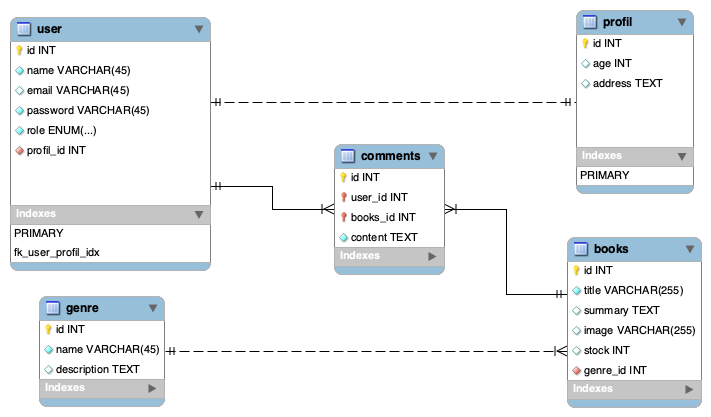 user
id INT
name VARCHAR(45)
email VARCHAR(45)
password VARCHAR(45)
role ENUM(...)
profil_id INT
Indexes
PRIMARY
fk_user_profil_idx
profil
id INT
age INT
address TEXT
Indexes
PRIMARY
comments
id INT
user_id INT
books_id INT
content TEXT
Indexes
books
id INT
title VARCHAR(255)
summary TEXT
image VARCHAR(255)
stock INT
genre_id INT
Indexes
genre
id INT
name VARCHAR(45)
description TEXT
Indexes